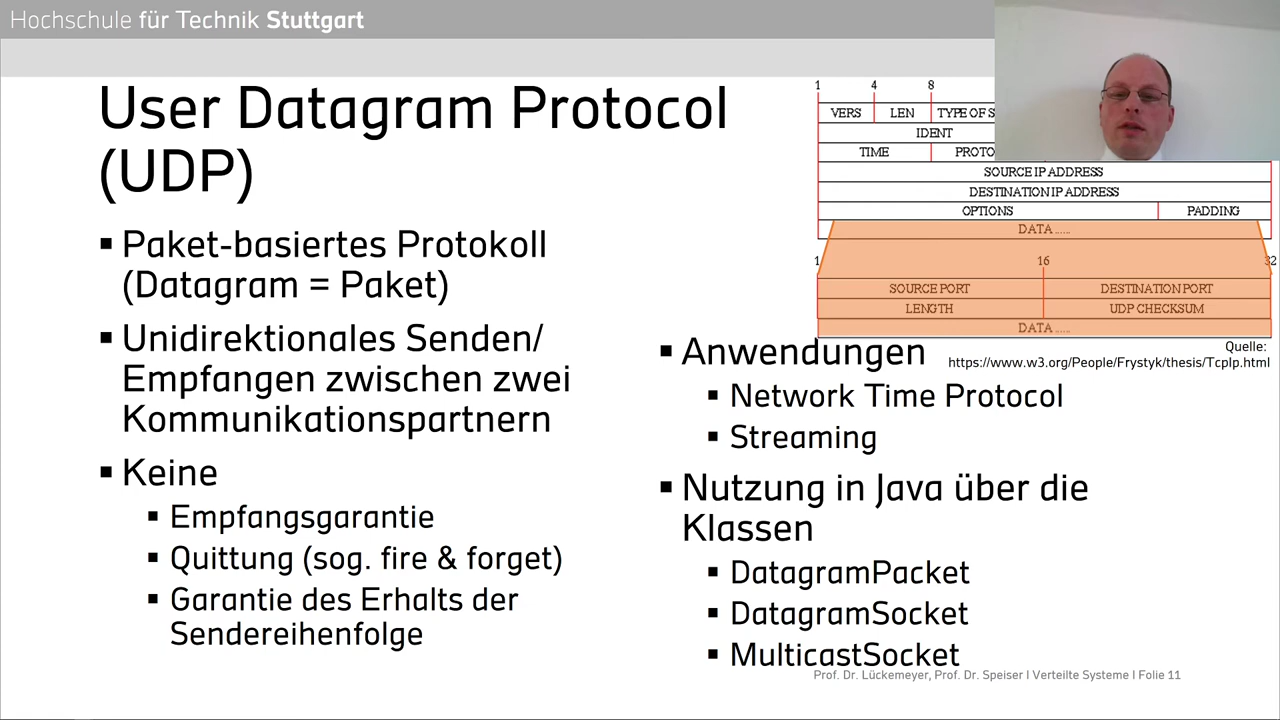 Hochschule für Technik Stuttgart
User Datagram Protocol
(UDP)
▪ Paket-basiertes Protokoll
(Datagram = Paket)
▪ Unidirektionales Senden/
Empfangen zwischen zwei
Kommunikationspartnern
▪ Keine
▪ Empfangsgarantie
▪ Quittung (sog. fire & forget)
▪ Garantie des Erhalts der
Sendereihenfolge
1 4 8
VERS LEN TYPE OF S
IDENT
TIME PROTO
SOURCE IP ADDRESS
DESTINATION IP ADDRESS
OPTIONS PADDING
DATA ......
1 16 32
SOURCE PORT DESTINATION PORT
LENGTH UDP CHECKSUM
DATA ......
Quelle:
https://www.w3.org/People/Frystyk/thesis/TcpIp.html
▪ Anwendungen
▪ Network Time Protocol
▪ Streaming
▪ Nutzung in Java über die
Klassen
▪ DatagramPacket
▪ DatagramSocket
▪ MulticastSocket
Prof. Dr. Lückemeyer, Prof. Dr. Speiser I Verteilte Systeme I Folie 11